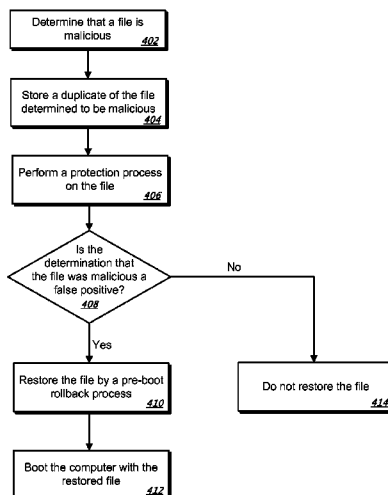 Determine that a file is
malicious
402
Store a duplicate of the file
determined to be malicious
404
Perform a protection process
on the file
406
Is the
determination that
the file was malicious a
false positive?
408
No
Yes
Restore the file by a pre-boot
rollback process
410
Do not restore the file
414
Boot the computer with the
restored file
412